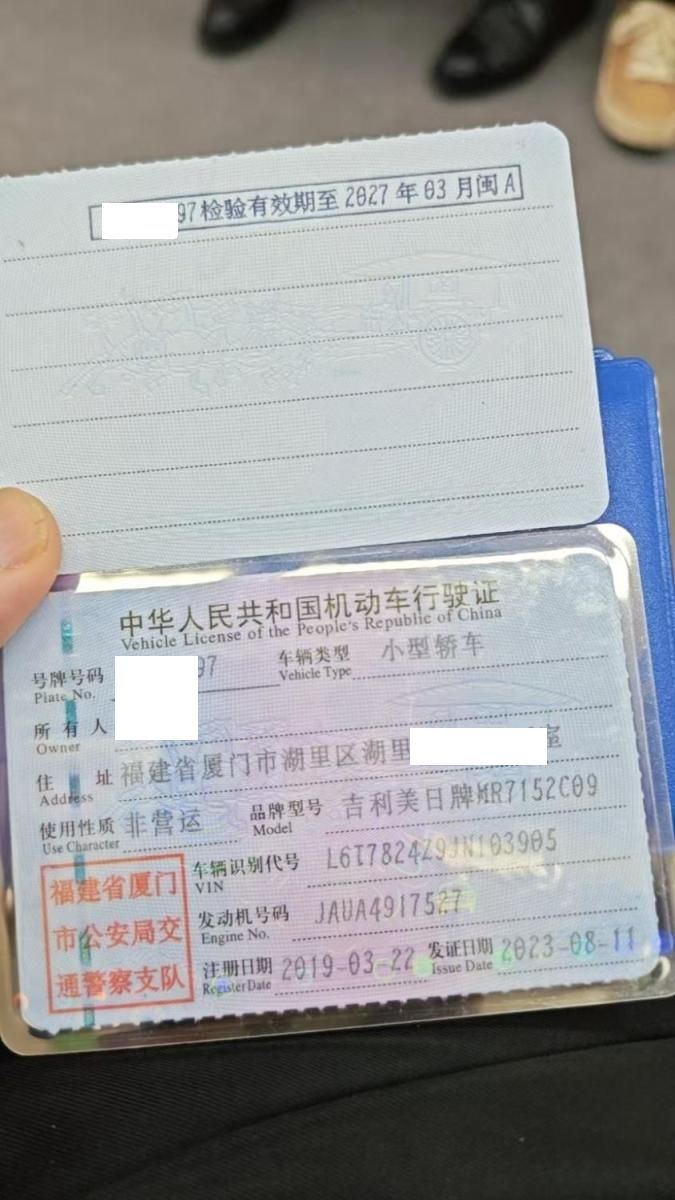 97检验有效期至2027年03月闽A
中华人民共和国机动车行驶证
Vehicle License of the People's Republic of China
号牌号码 97 车辆类型 小型轿车
Plate No. Vehicle Type
所有人
Owner
住址 福建省厦门市湖里区湖里 室
Address
使用性质 非营运 品牌型号 吉利美日牌MR7152C09
Use Character Model
福建省厦门
市公安局交
通警察支队
车辆识别代号 L6T7824Z9JN103905
VIN
发动机号码 JAUA4917527
Engine No.
注册日期 2019-03-22 发证日期 2023-08-11
Register Date Issue Date